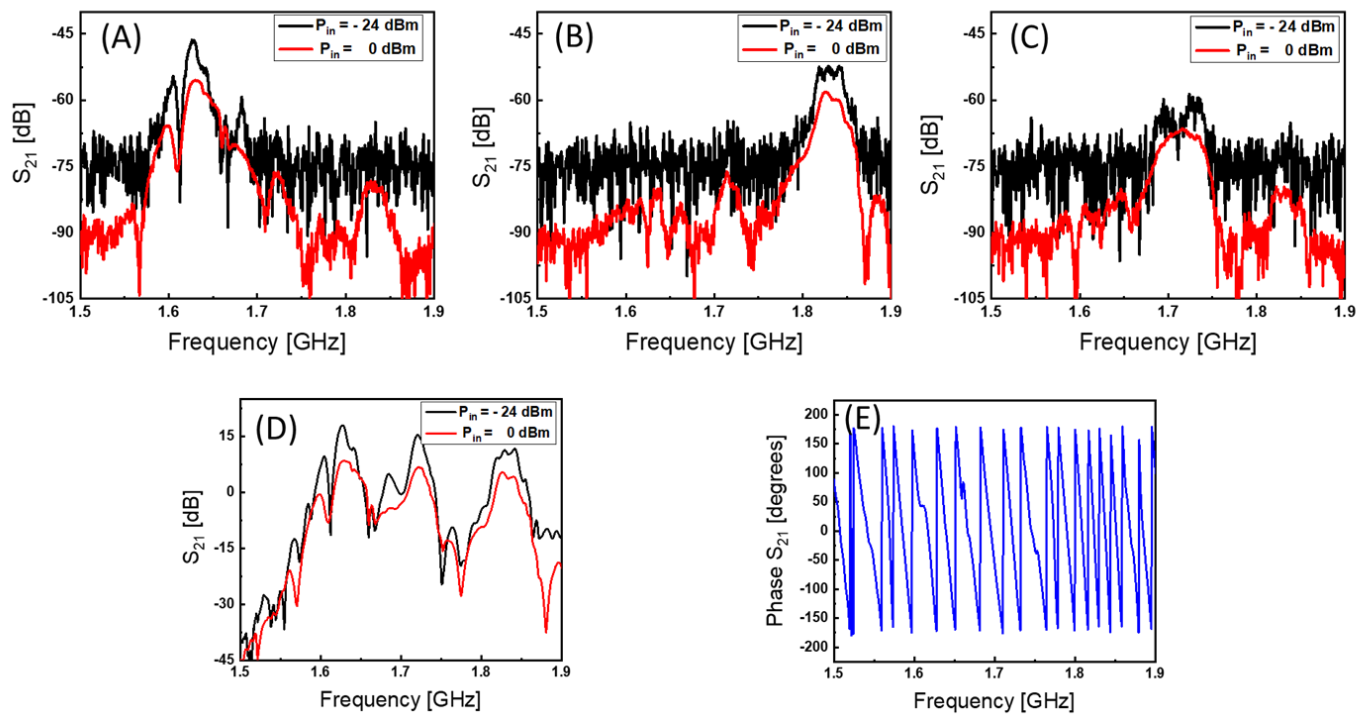 (A)
P_in = - 24 dBm
P_in = 0 dBm
-45
-60
-75
-90
-105
S_21 [dB]
1.5 1.6 1.7 1.8 1.9
Frequency [GHz]
(B)
P_in = - 24 dBm
P_in = 0 dBm
-45
-60
-75
-90
-105
S_21 [dB]
1.5 1.6 1.7 1.8 1.9
Frequency [GHz]
(C)
P_in = - 24 dBm
P_in = 0 dBm
-45
-60
-75
-90
-105
S_21 [dB]
1.5 1.6 1.7 1.8 1.9
Frequency [GHz]
(D)
P_in = - 24 dBm
P_in = 0 dBm
15
0
-15
-30
-45
S_21 [dB]
1.5 1.6 1.7 1.8 1.9
Frequency [GHz]
(E)
200
150
100
50
0
-50
-100
-150
-200
Phase S_21 [degrees]
1.5 1.6 1.7 1.8 1.9
Frequency [GHz]